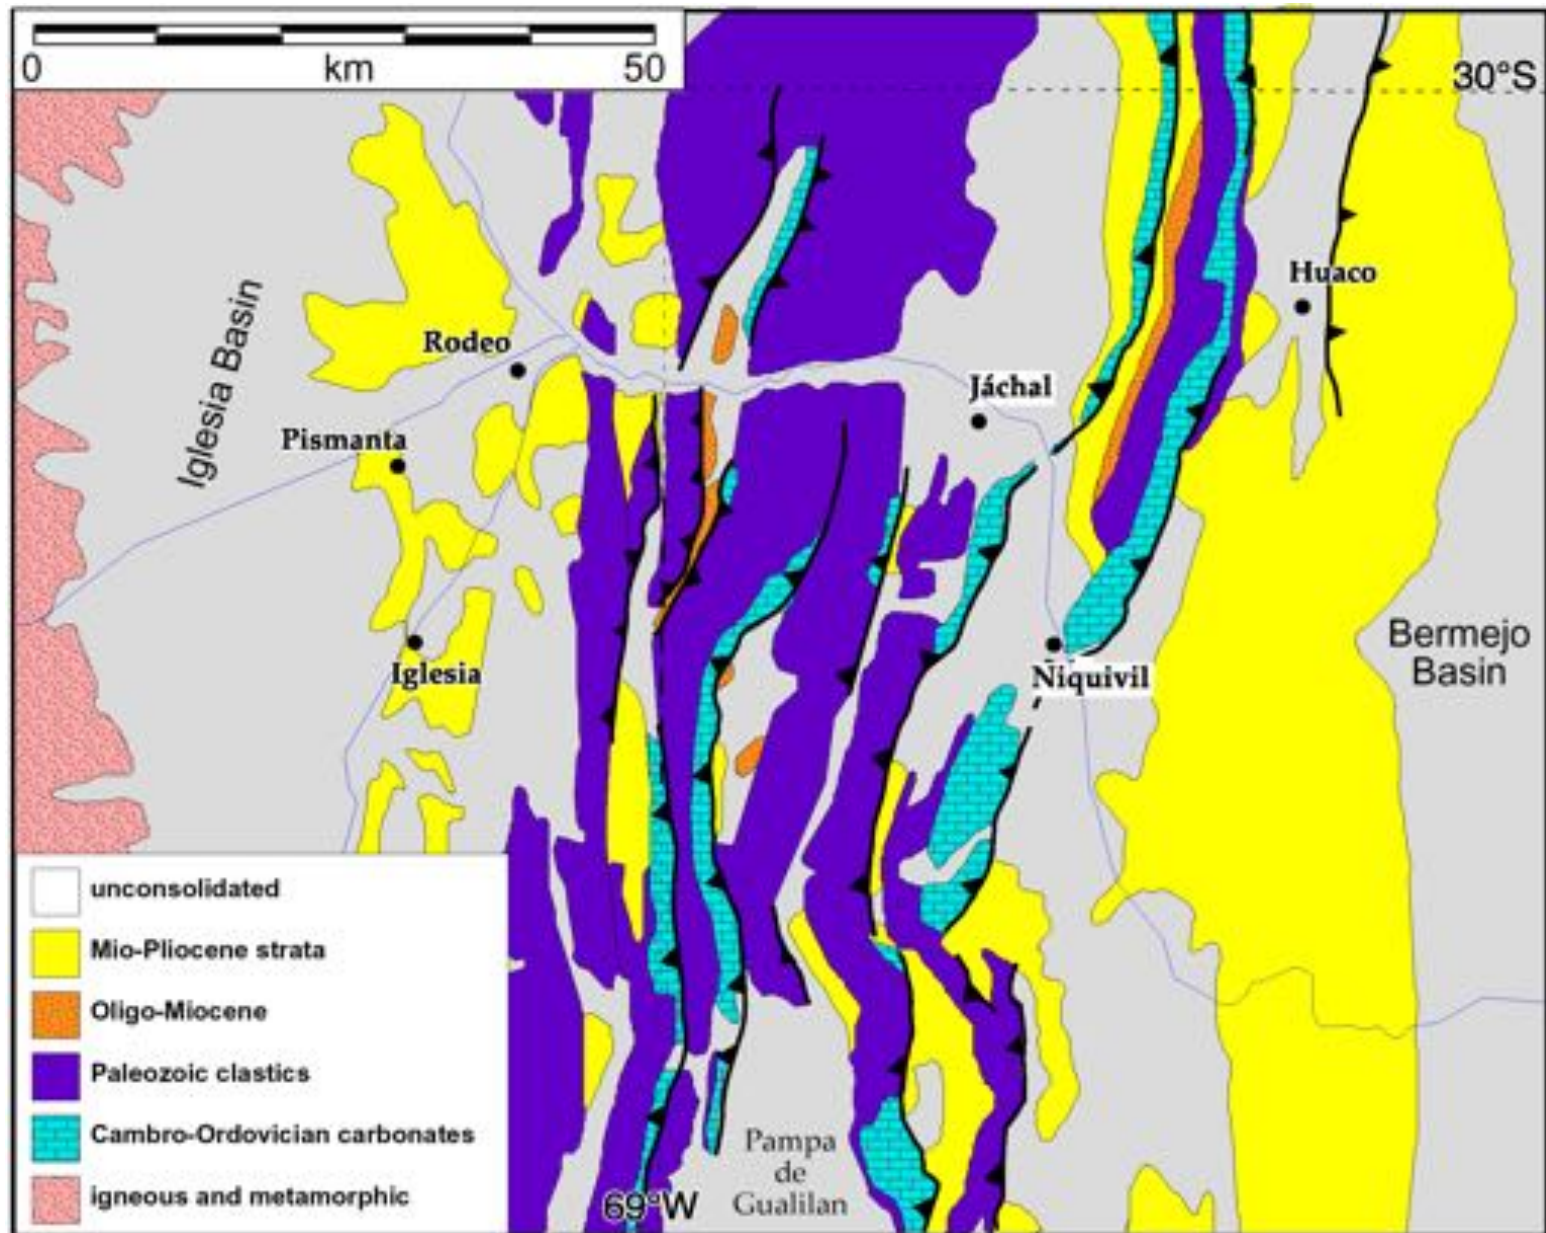 0 km 50
30°S
Huaco
Iglesia Basin
Rodeo
Jáchal
Pismanta
Iglesia
Niquivil
Bermejo
Basin
unconsolidated
Mio-Pliocene strata
Oligo-Miocene
Paleozoic clastics
Cambro-Ordovician carbonates
igneous and metamorphic
69°W
Pampa
de
Gualilan